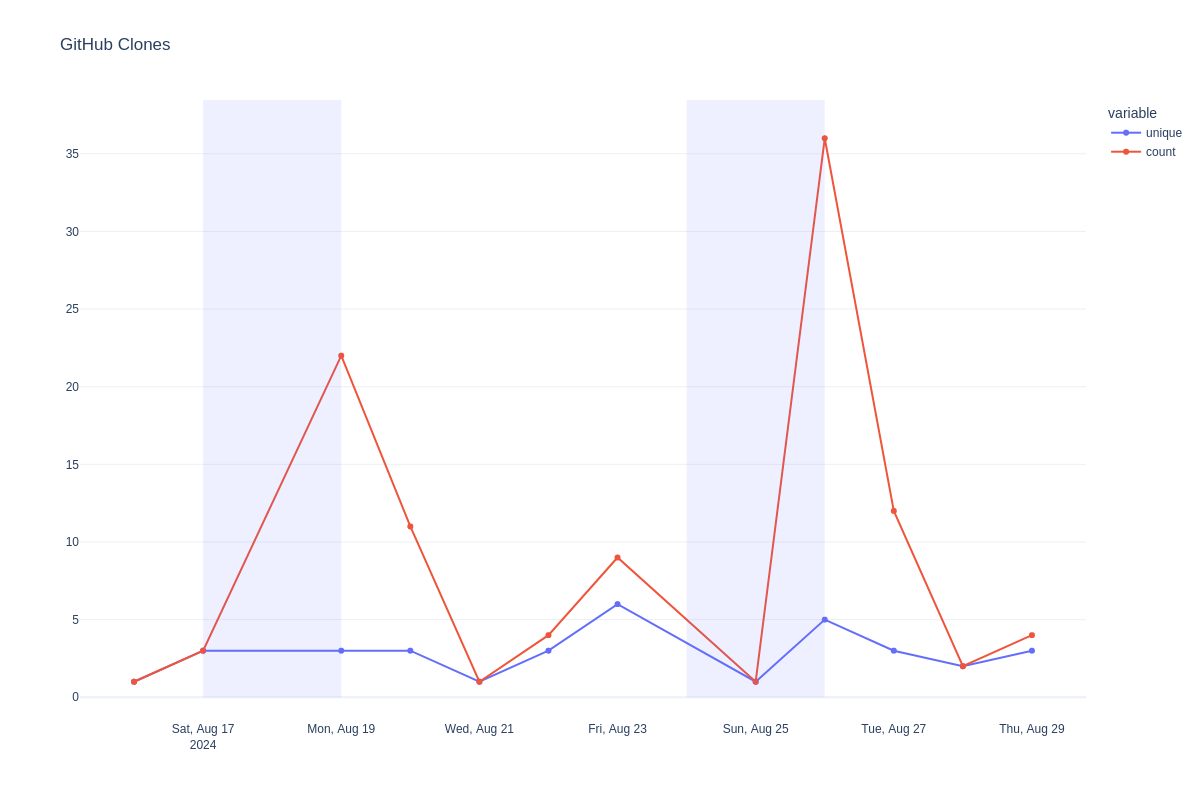 GitHub Clones
variable
unique
count
35
30
25
20
15
10
5
0
Sat, Aug 17
2024
Mon, Aug 19
Wed, Aug 21
Fri, Aug 23
Sun, Aug 25
Tue, Aug 27
Thu, Aug 29